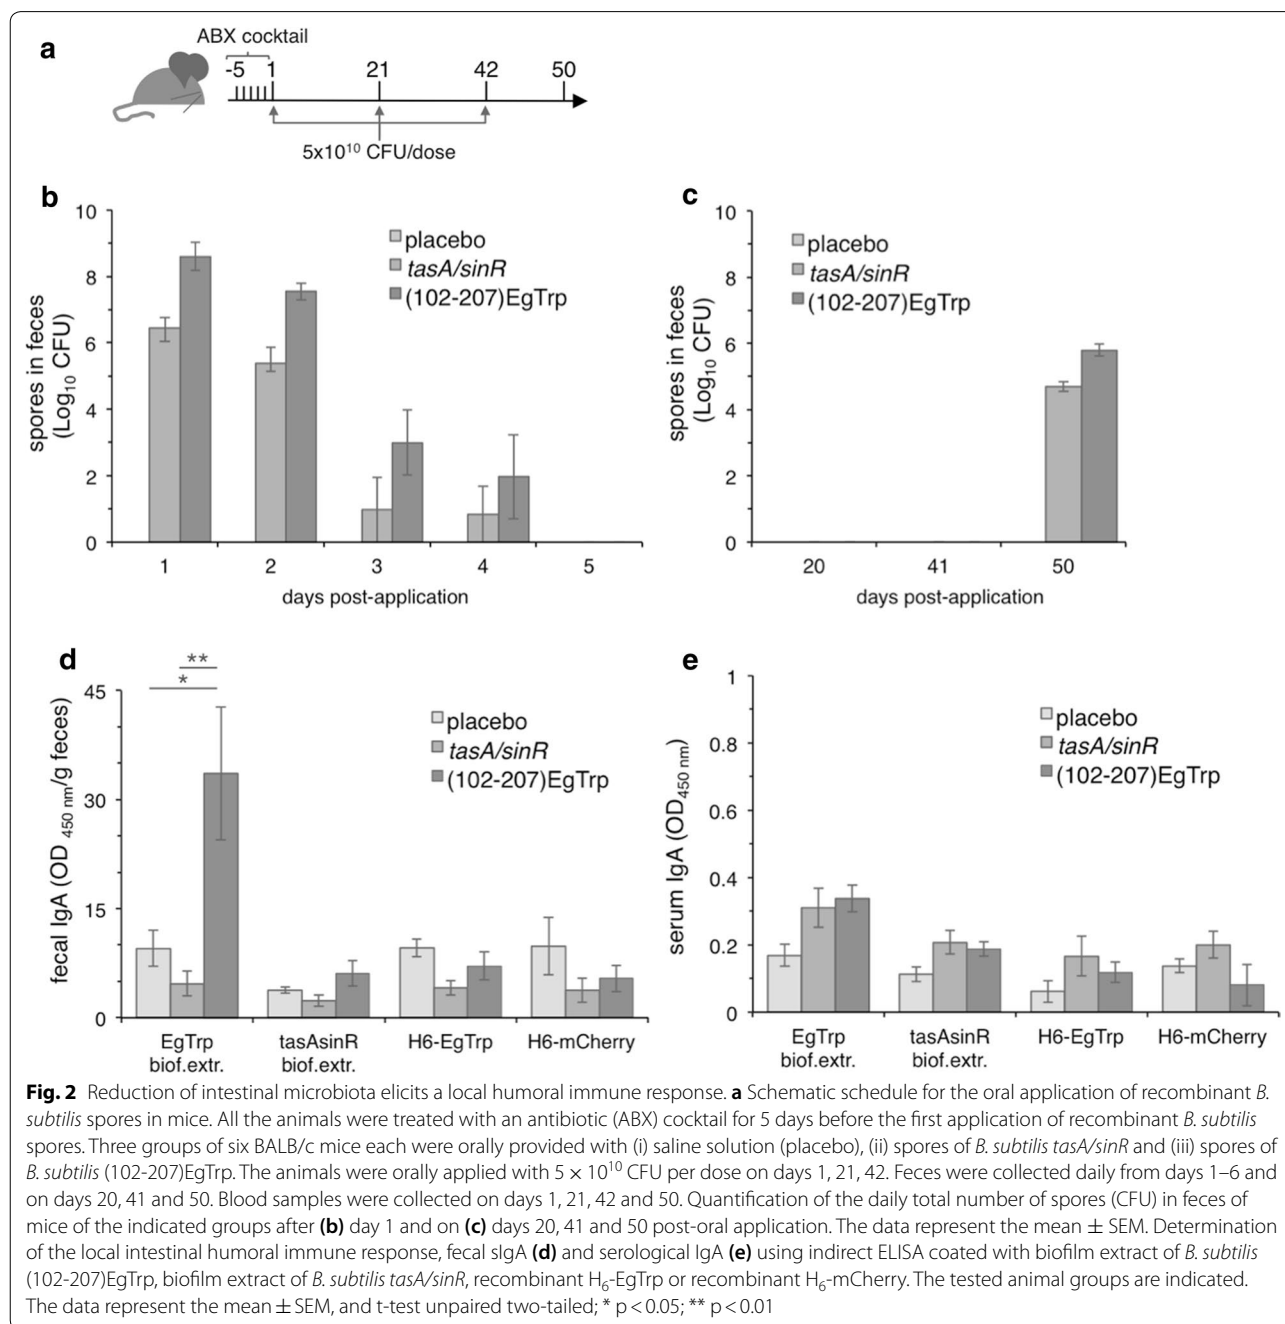 a
ABX cocktail
-5 1 21 42 50
5x10¹⁰ CFU/dose
b
10
8
6
4
2
0
spores in feces
(Log₁₀ CFU)
placebo
tasA/sinR
(102-207)EgTrp
1 2 3 4 5
days post-application
c
10
8
6
4
2
0
spores in feces
(Log₁₀ CFU)
placebo
tasA/sinR
(102-207)EgTrp
20 41 50
days post-application
d
**
*
45
30
15
0
fecal IgA (OD 450 nm/g feces)
placebo
tasA/sinR
(102-207)EgTrp
EgTrp biof.extr.
tasAsinR biof.extr.
H6-EgTrp
H6-mCherry
e
1
0.8
0.6
0.4
0.2
0
serum IgA (OD450 nm)
placebo
tasA/sinR
(102-207)EgTrp
EgTrp biof.extr.
tasAsinR biof.extr.
H6-EgTrp
H6-mCherry
Fig. 2 Reduction of intestinal microbiota elicits a local humoral immune response. a Schematic schedule for the oral application of recombinant B.
subtilis spores in mice. All the animals were treated with an antibiotic (ABX) cocktail for 5 days before the first application of recombinant B. subtilis
spores. Three groups of six BALB/c mice each were orally provided with (i) saline solution (placebo), (ii) spores of B. subtilis tasA/sinR and (iii) spores of
B. subtilis (102-207)EgTrp. The animals were orally applied with 5 × 10¹⁰ CFU per dose on days 1, 21, 42. Feces were collected daily from days 1–6 and
on days 20, 41 and 50. Blood samples were collected on days 1, 21, 42 and 50. Quantification of the daily total number of spores (CFU) in feces of
mice of the indicated groups after (b) day 1 and on (c) days 20, 41 and 50 post-oral application. The data represent the mean ± SEM. Determination
of the local intestinal humoral immune response, fecal sIgA (d) and serological IgA (e) using indirect ELISA coated with biofilm extract of B. subtilis
(102-207)EgTrp, biofilm extract of B. subtilis tasA/sinR, recombinant H₆-EgTrp or recombinant H₆-mCherry. The tested animal groups are indicated.
The data represent the mean ± SEM, and t-test unpaired two-tailed; * p < 0.05; ** p < 0.01